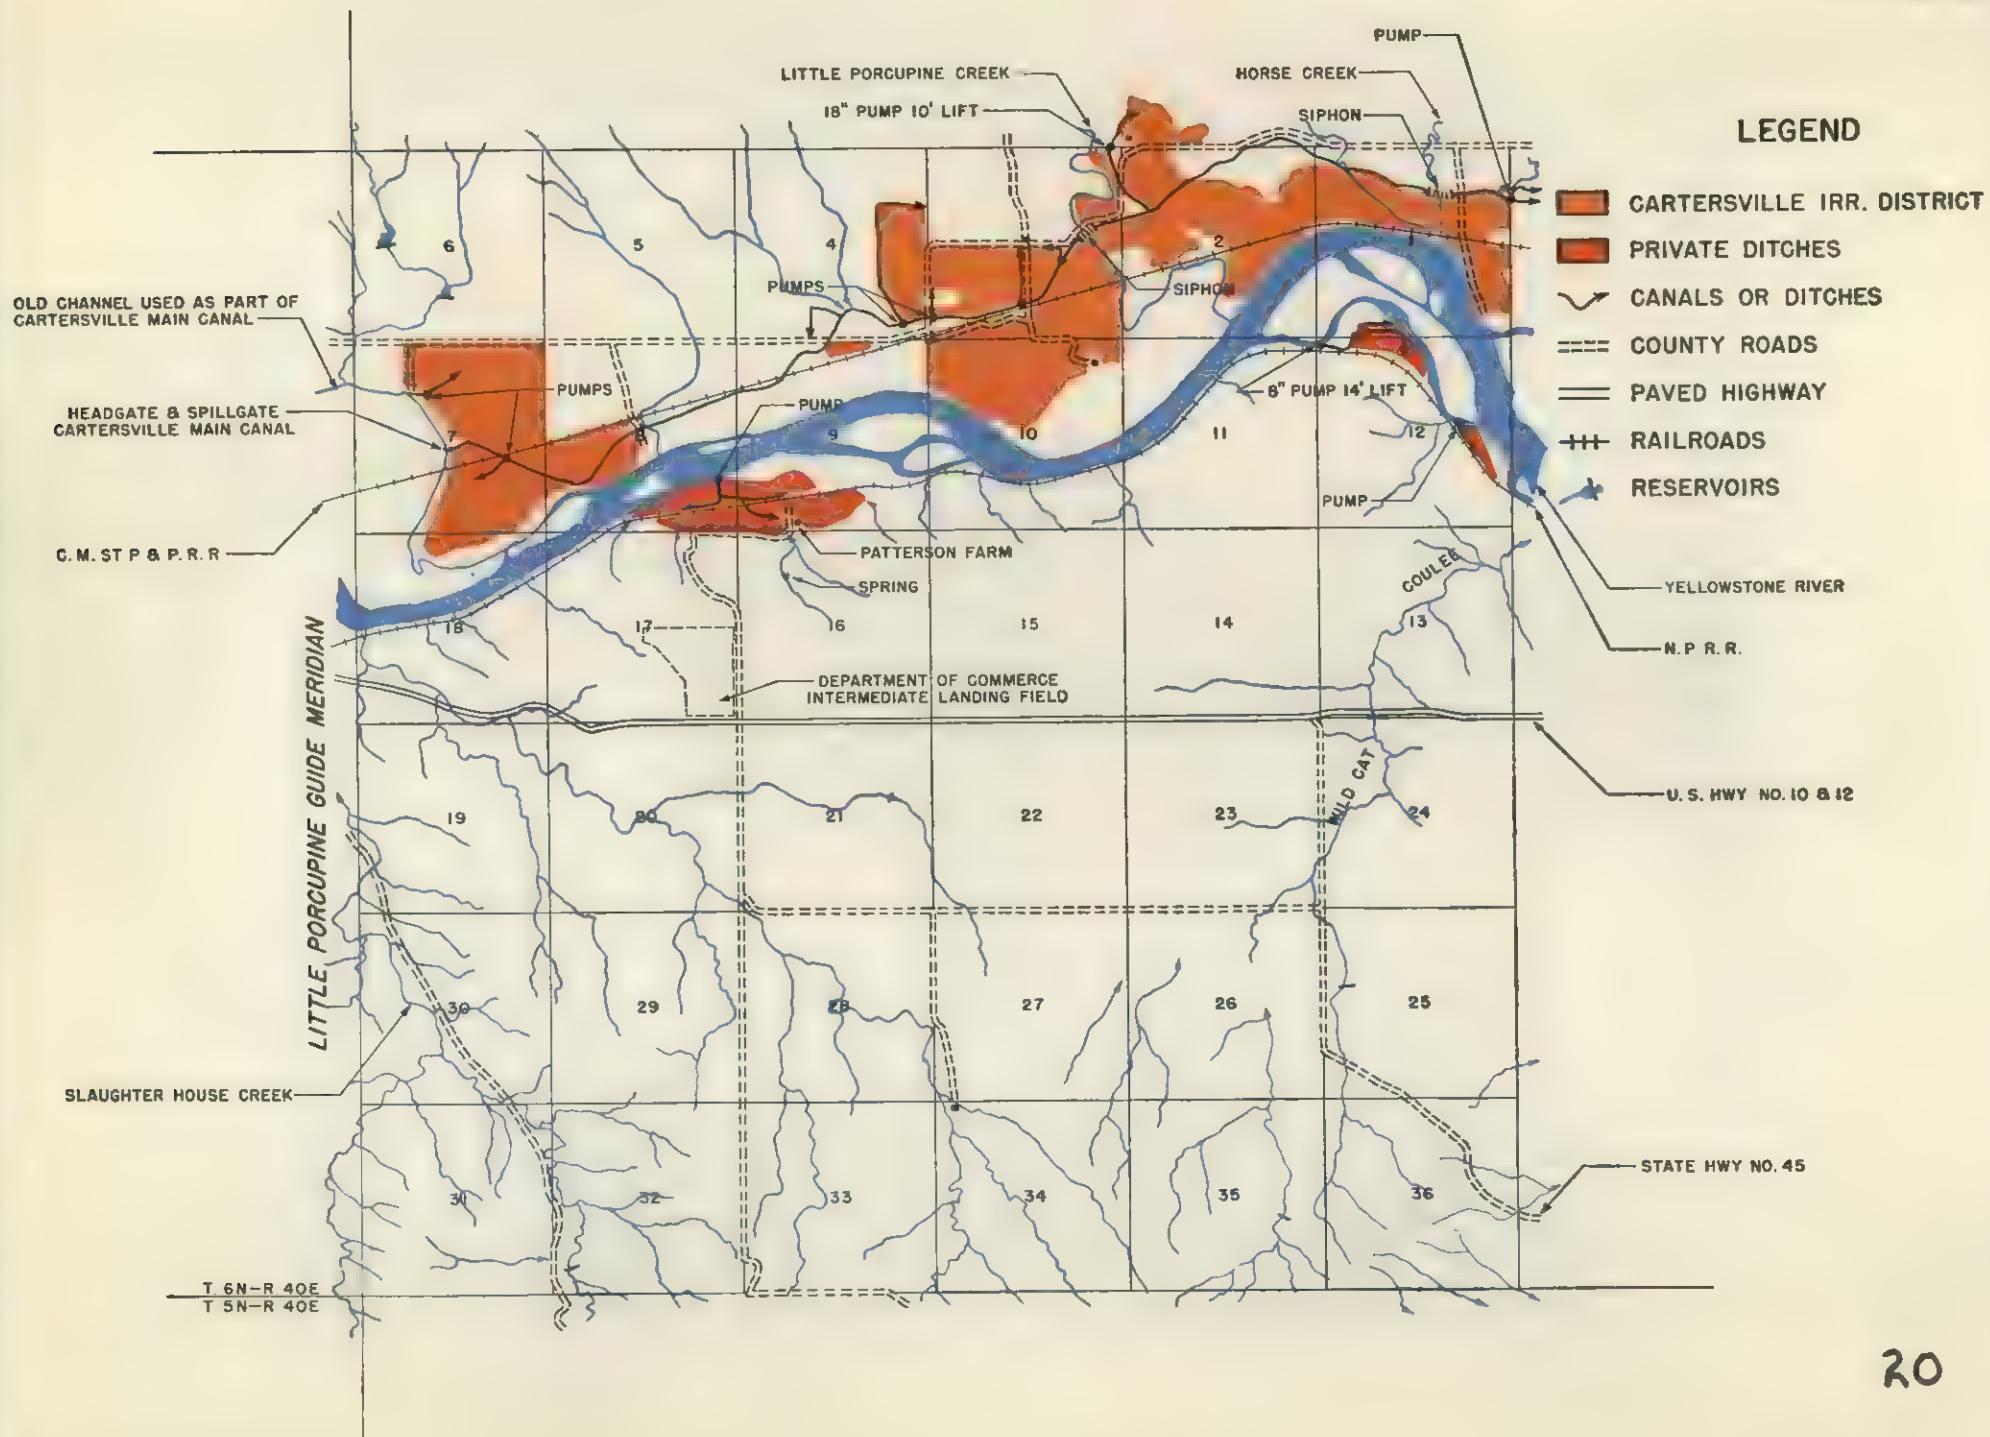 PUMP
LITTLE PORCUPINE CREEK
HORSE CREEK
18" PUMP 10' LIFT
SIPHON
LEGEND
CARTERSVILLE IRR. DISTRICT
PRIVATE DITCHES
CANALS OR DITCHES
COUNTY ROADS
PAVED HIGHWAY
RAILROADS
RESERVOIRS
6
5
4
2
1
PUMPS
SIPHON
OLD CHANNEL USED AS PART OF
CARTERSVILLE MAIN CANAL
PUMPS
PUMP
8" PUMP 14' LIFT
HEADGATE & SPILLGATE
CARTERSVILLE MAIN CANAL
7
8
9
10
11
12
PUMP
C.M. ST P & P. R. R
PATTERSON FARM
SPRING
COULEE
YELLOWSTONE RIVER
18
17
16
15
14
13
N. P R. R.
DEPARTMENT OF COMMERCE
INTERMEDIATE LANDING FIELD
LITTLE PORCUPINE GUIDE MERIDIAN
WILD CAT
U. S. HWY NO. 10 & 12
19
20
21
22
23
24
30
29
28
27
26
25
SLAUGHTER HOUSE CREEK
STATE HWY NO. 45
31
32
33
34
35
36
T 6N-R 40E
T 5N-R 40E
20